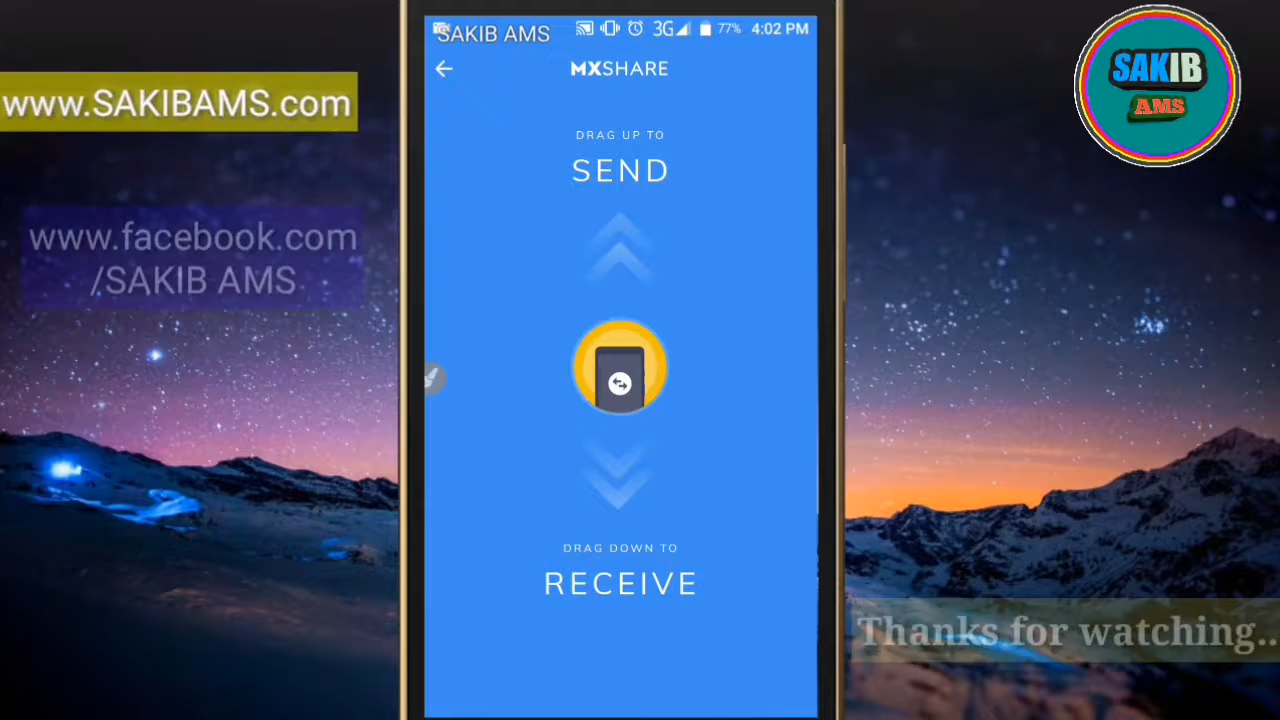 SAKIB AMS
3G
77%
4:02 PM
MXSHARE
www.SAKIBAMS.com
SAKIB
AMS
DRAG UP TO
SEND
www.facebook.com
/SAKIB AMS
DRAG DOWN TO
RECEIVE
Thanks for watching..